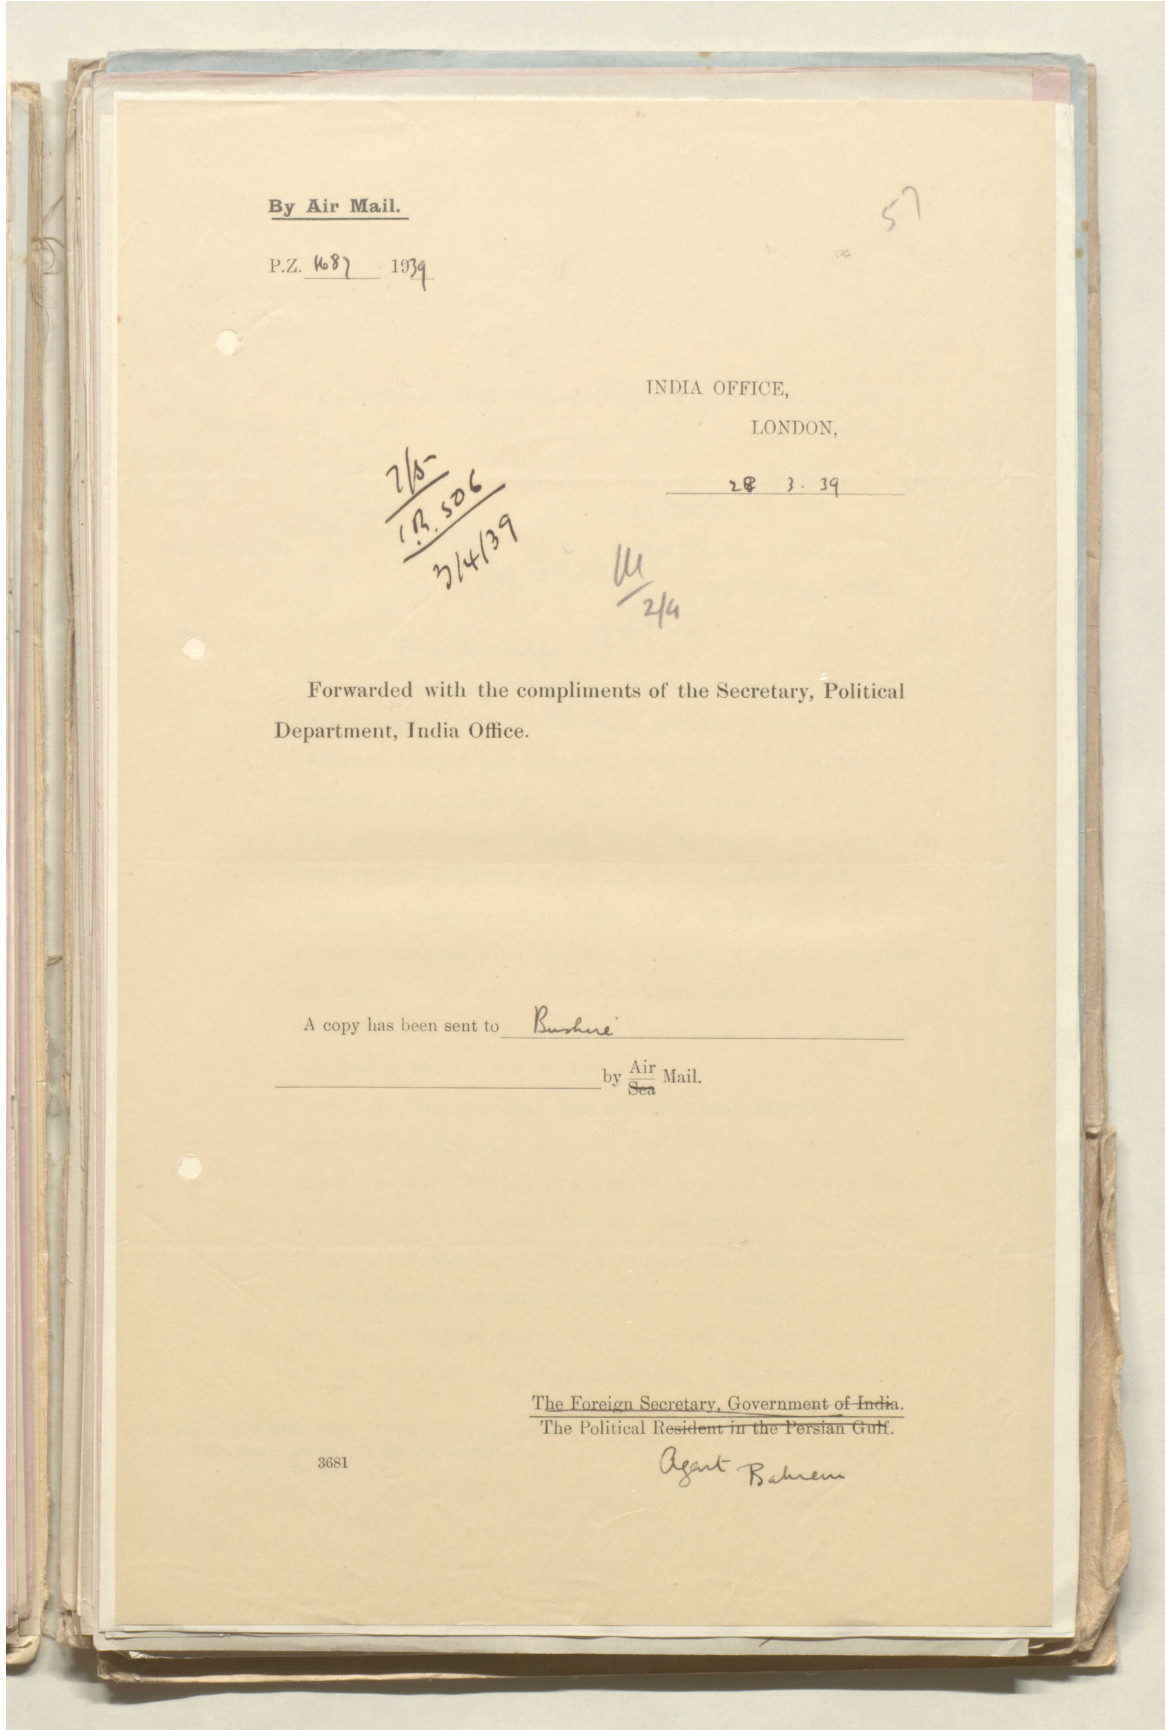 By Air Mail.
57
P.Z. 1687 1939
INDIA OFFICE,
LONDON,
28 3. 39
7/5
I.R. 506
3/4/39
2/4
Forwarded with the compliments of the Secretary, Political
Department, India Office.
A copy has been sent to Bushire
by Air Mail.
Sea
The Foreign Secretary, Government of India.
The Political Resident in the Persian Gulf.
3681
Agent Bahrein